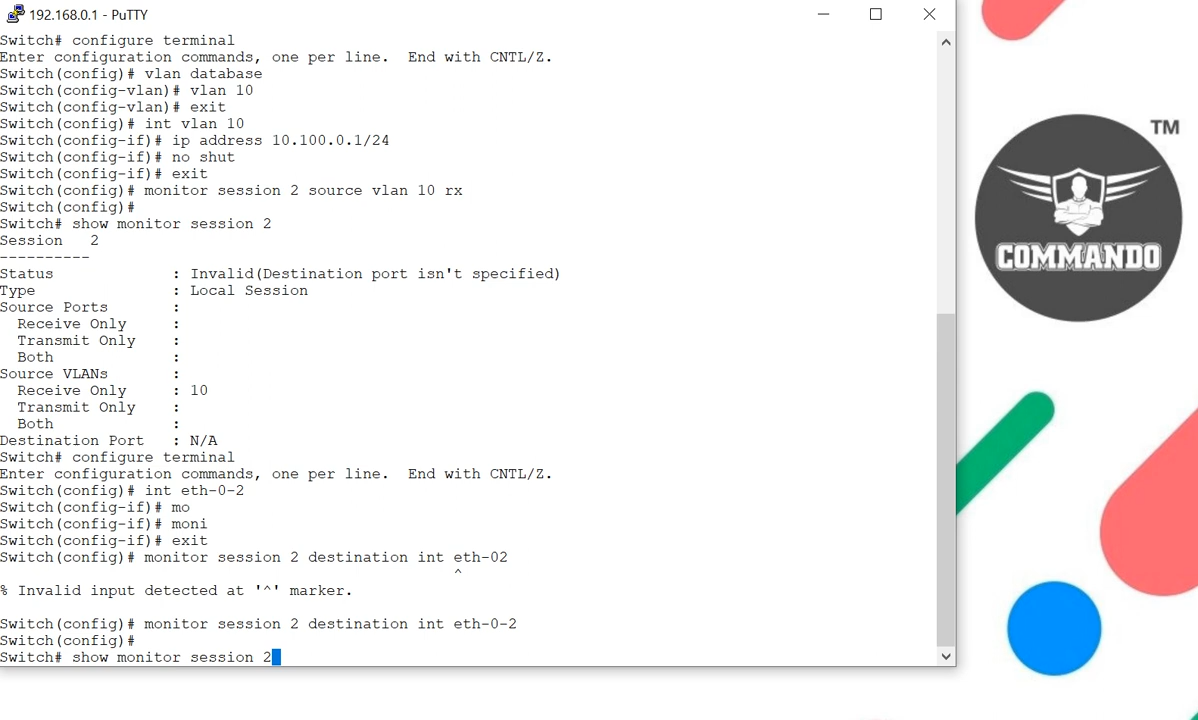 192.168.0.1 - PuTTY
Switch# configure terminal
Enter configuration commands, one per line.  End with CNTL/Z.
Switch(config)# vlan database
Switch(config-vlan)# vlan 10
Switch(config-vlan)# exit
Switch(config)# int vlan 10
Switch(config-if)# ip address 10.100.0.1/24
Switch(config-if)# no shut
Switch(config-if)# exit
Switch(config)# monitor session 2 source vlan 10 rx
Switch(config)#
Switch# show monitor session 2
Session   2
----------
Status             : Invalid(Destination port isn't specified)
Type               : Local Session
Source Ports       :
  Receive Only     :
  Transmit Only    :
  Both             :
Source VLANs       :
  Receive Only     : 10
  Transmit Only    :
  Both             :
Destination Port   : N/A
Switch# configure terminal
Enter configuration commands, one per line.  End with CNTL/Z.
Switch(config)# int eth-0-2
Switch(config-if)# mo
Switch(config-if)# moni
Switch(config-if)# exit
Switch(config)# monitor session 2 destination int eth-02
^
% Invalid input detected at '^' marker.
Switch(config)# monitor session 2 destination int eth-0-2
Switch(config)#
Switch# show monitor session 2
TM
COMMANDO